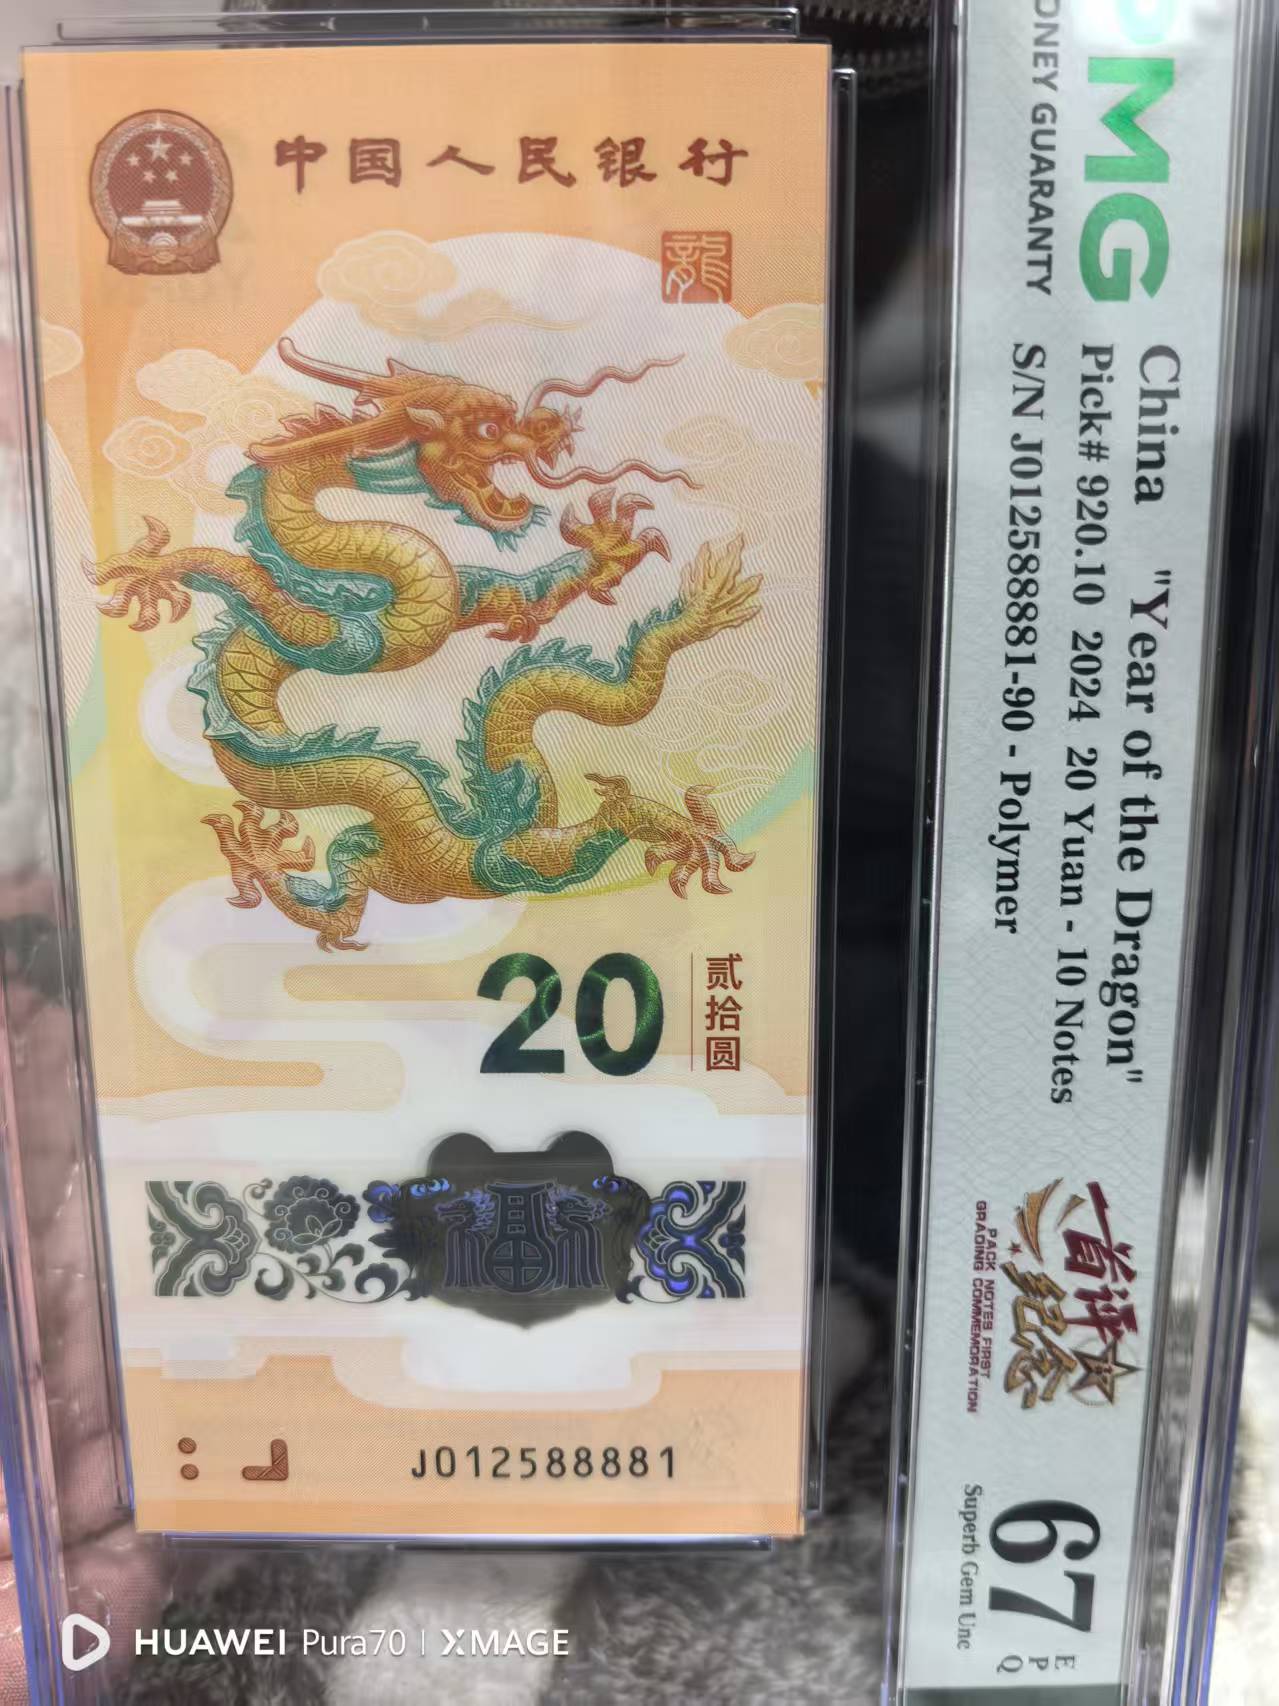 中国人民银行
龍
20
贰拾圆
J012588881
PMG
ONEY GUARANTY
China "Year of the Dragon"
Pick# 920.10 2024 20 Yuan - 10 Notes
S/N J012588881-90 - Polymer
首评
纪念
PACK NOTES FIRST
GRADING COMMEMORATION
67 EPQ
Superb Gem Unc
HUAWEI Pura70 | XMAGE